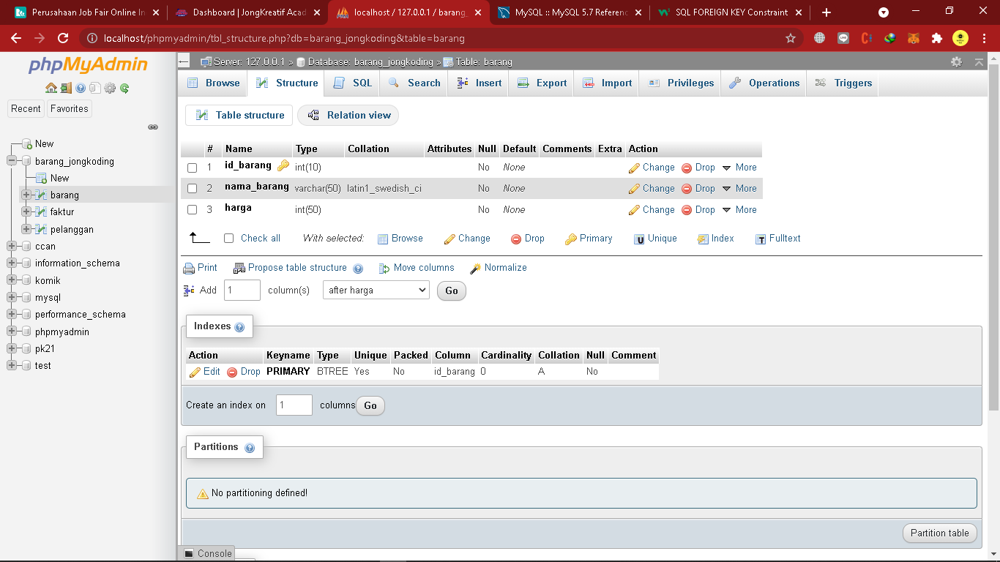 Perusahaan Job Fair Online In
Dashboard | JongKreatif Acad
localhost / 127.0.0.1 / barang_
MySQL :: MySQL 5.7 Referenc
SQL FOREIGN KEY Constraint
localhost/phpmyadmin/tbl_structure.php?db=barang_jongkoding&table=barang
phpMyAdmin
Recent Favorites
New
barang_jongkoding
New
barang
faktur
pelanggan
ccan
information_schema
komik
mysql
performance_schema
phpmyadmin
pk21
test
Server: 127.0.0.1 » Database: barang_jongkoding » Table: barang
Browse Structure SQL Search Insert Export Import Privileges Operations Triggers
Table structure Relation view
# Name Type Collation Attributes Null Default Comments Extra Action
1 id_barang int(10) No None Change Drop More
2 nama_barang varchar(50) latin1_swedish_ci No None Change Drop More
3 harga int(50) No None Change Drop More
Check all With selected: Browse Change Drop Primary Unique Index Fulltext
Print Propose table structure Move columns Normalize
Add 1 column(s) after harga Go
Indexes
Action Keyname Type Unique Packed Column Cardinality Collation Null Comment
Edit Drop PRIMARY BTREE Yes No id_barang 0 A No
Create an index on 1 columns Go
Partitions
No partitioning defined!
Partition table
Console